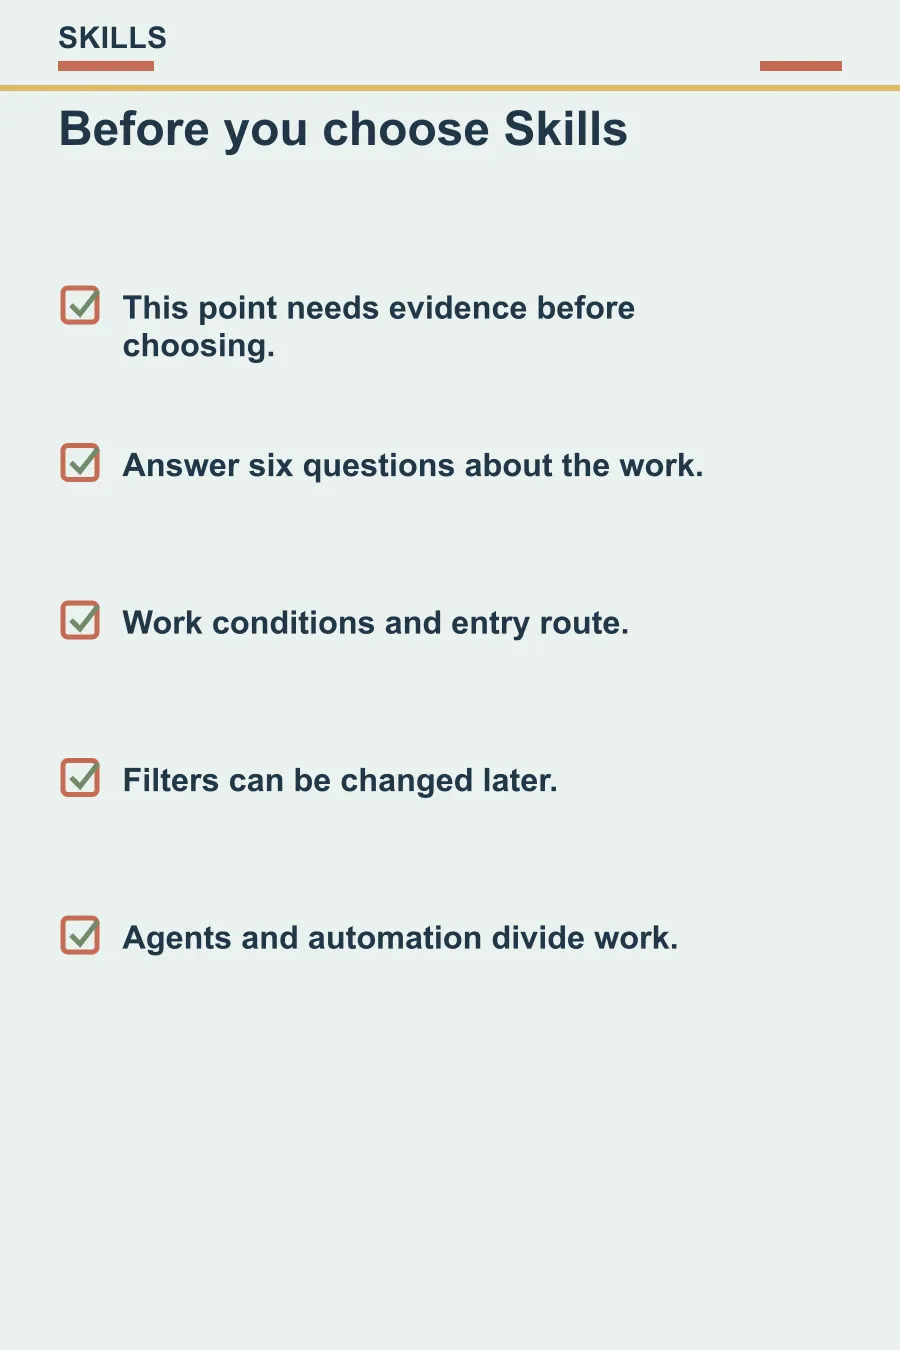 SKILLS
Before you choose Skills
This point needs evidence before
choosing.
Answer six questions about the work.
Work conditions and entry route.
Filters can be changed later.
Agents and automation divide work.